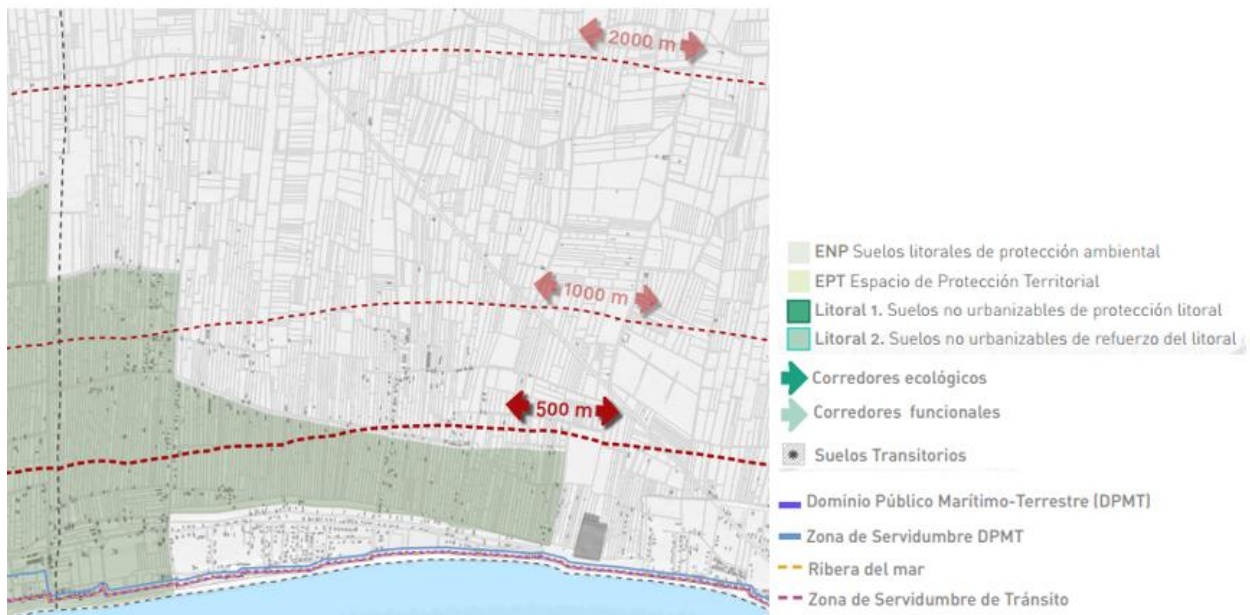 2000 m
1000 m
500 m
ENP Suelos litorales de protección ambiental
EPT Espacio de Protección Territorial
Litoral 1. Suelos no urbanizables de protección litoral
Litoral 2. Suelos no urbanizables de refuerzo del litoral
Corredores ecológicos
Corredores funcionales
Suelos Transitorios
Domínio Público Marítimo-Terrestre (DPMT)
Zona de Servidumbre DPMT
Ribera del mar
Zona de Servidumbre de Tránsito